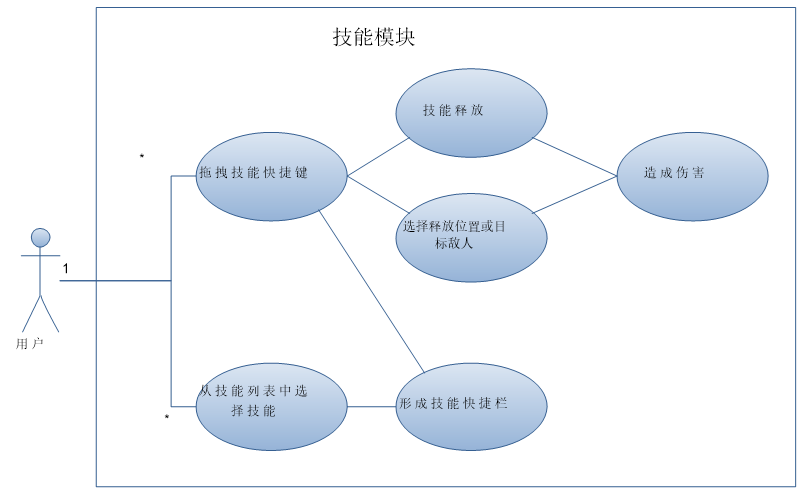 技能模块
技能释放
*
拖拽技能快捷键
造成伤害
选择释放位置或目
标敌人
1
用户
从技能列表中选
择技能
形成技能快捷栏
*